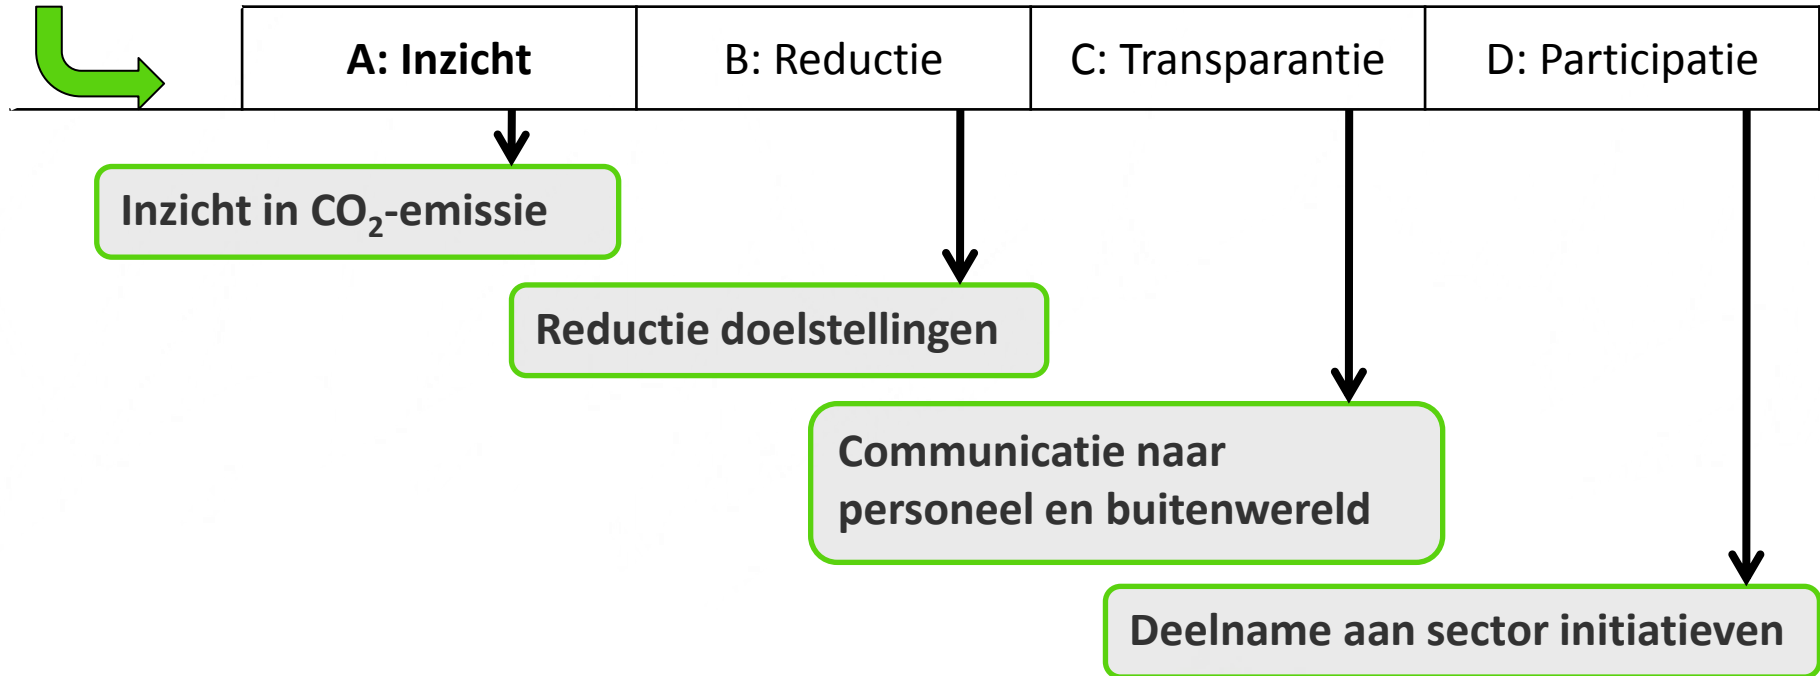 A: Inzicht
B: Reductie
C: Transparantie
D: Participatie
Inzicht in CO₂-emissie
Reductie doelstellingen
Communicatie naar
personeel en buitenwereld
Deelname aan sector initiatieven